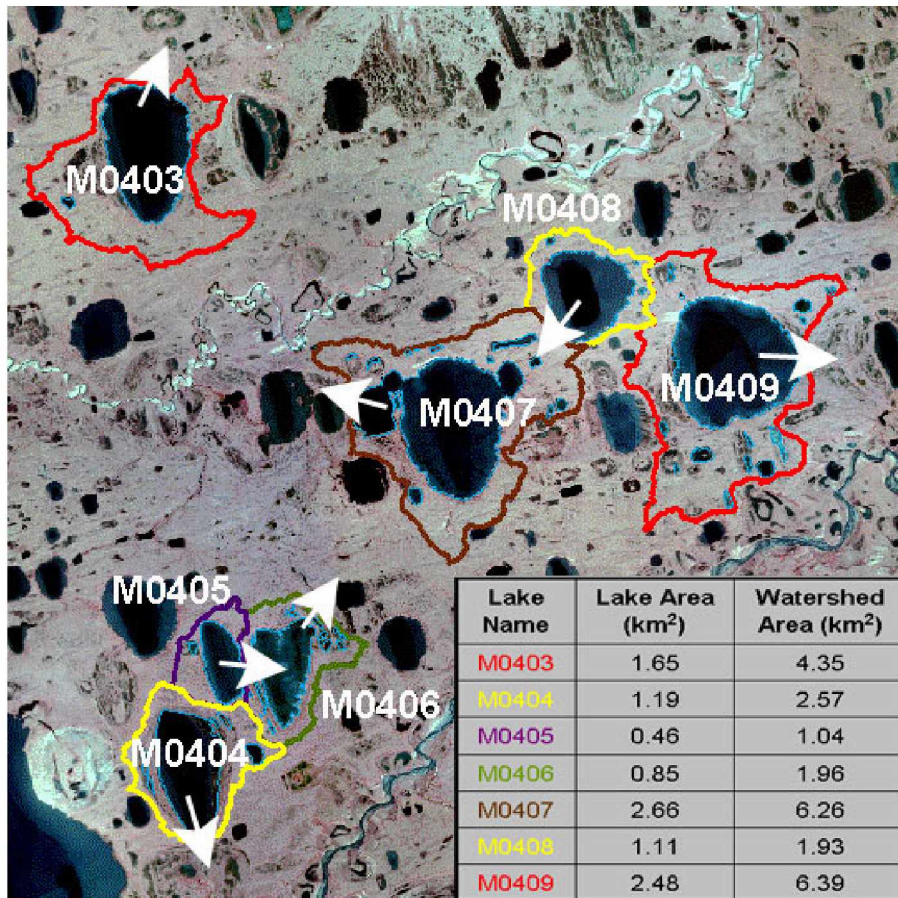 M0403
M0408
M0409
M0407
M0405
M0406
M0404
Lake Name Lake Area (km²) Watershed Area (km²)
M0403 1.65 4.35
M0404 1.19 2.57
M0405 0.46 1.04
M0406 0.85 1.96
M0407 2.66 6.26
M0408 1.11 1.93
M0409 2.48 6.39